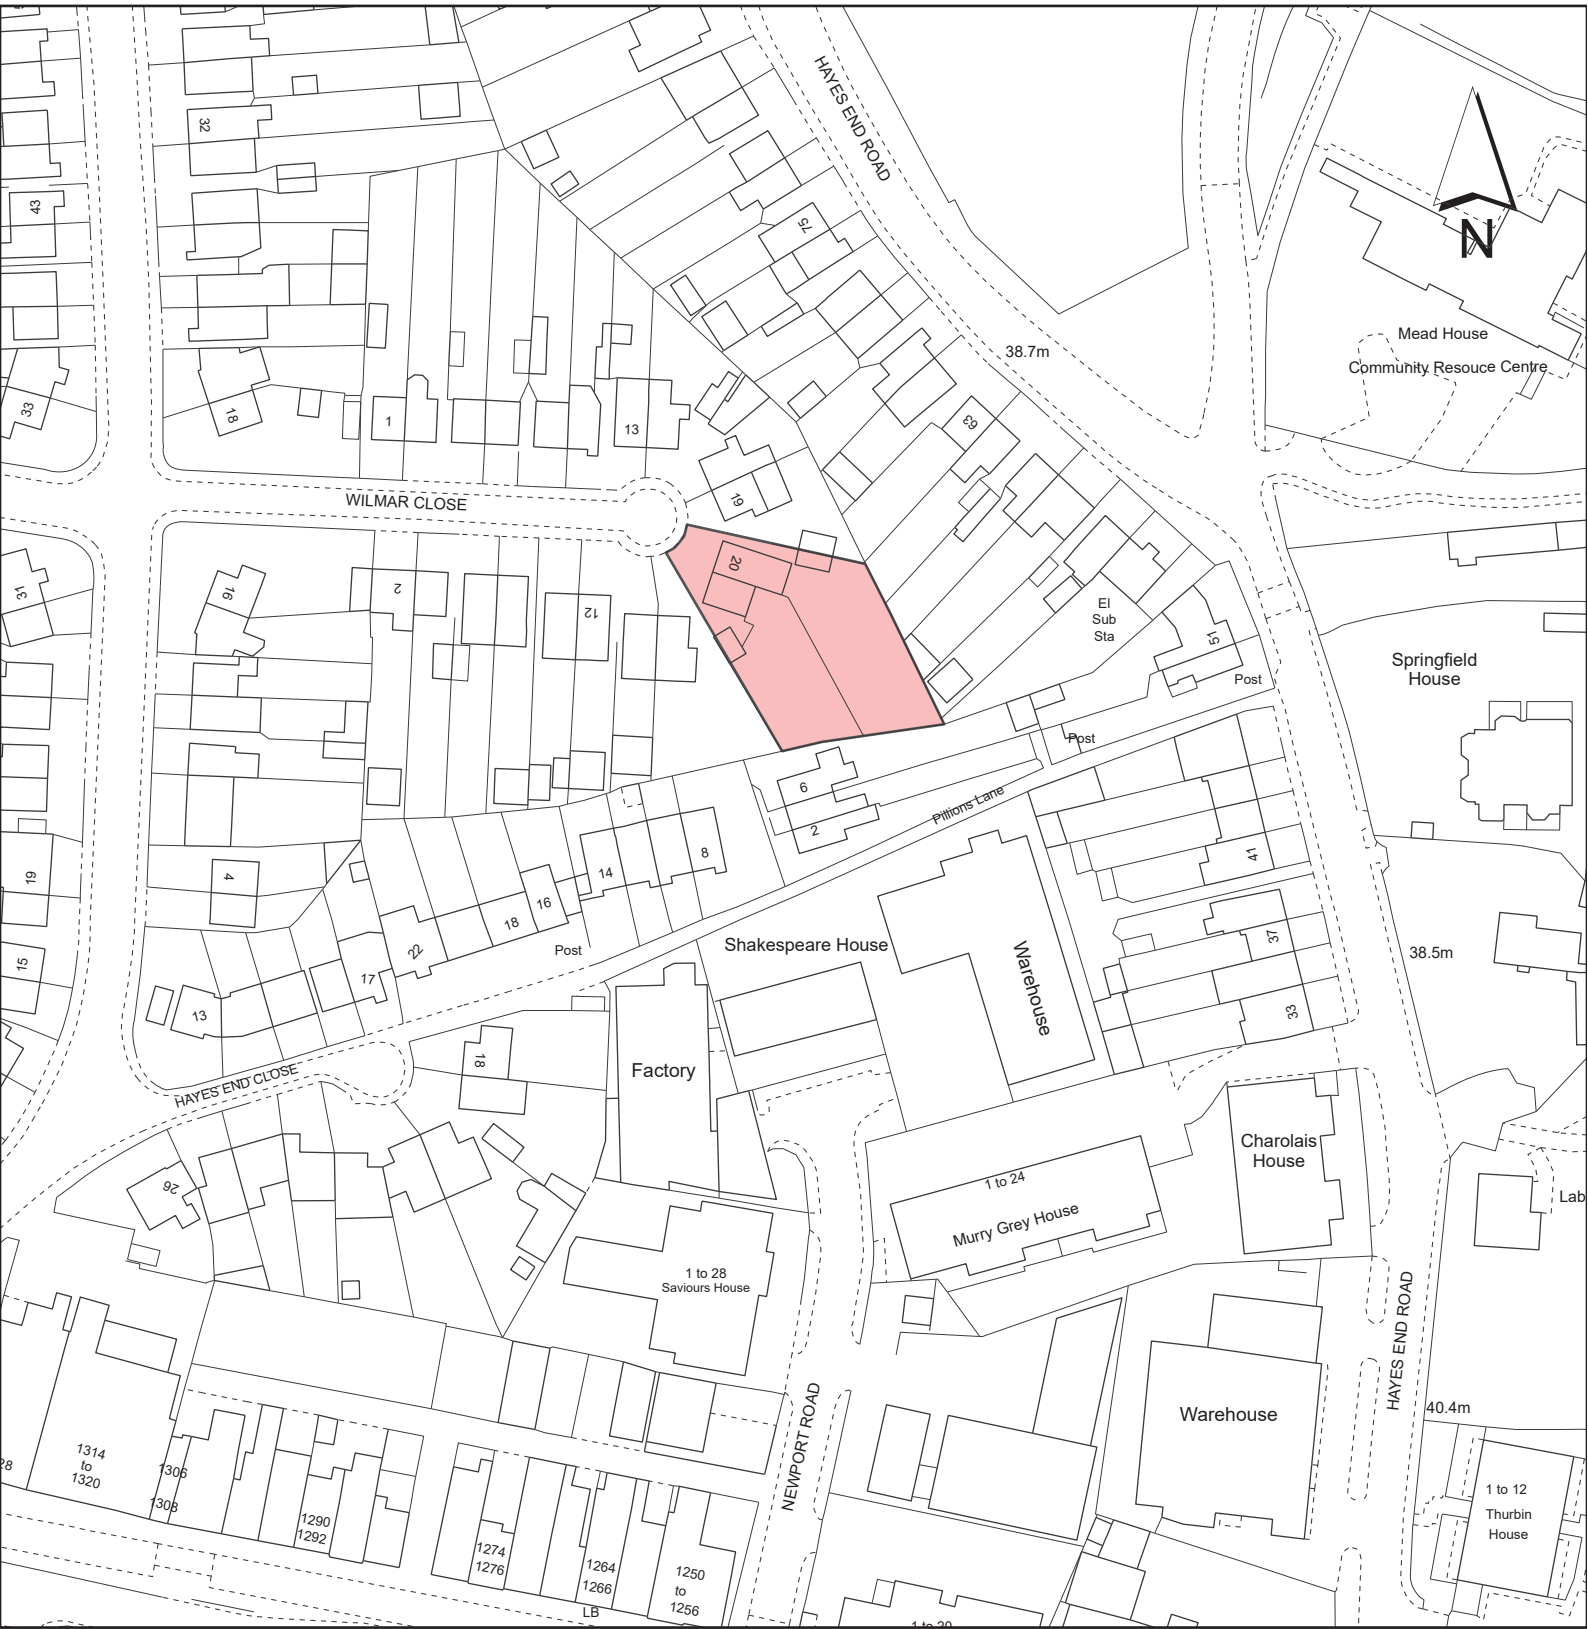 HAYES END ROAD
32
43
75
N
38.7m
Mead House
Community Resouce Centre
33
18
1
13
63
19
WILMAR CLOSE
20
31
16
2
12
El
Sub
Sta
51
Post
Springfield
House
Post
6
2
Pillions Lane
8
14
41
19
4
16
18
22
Post
Shakespeare House
Warehouse
37
38.5m
15
17
13
33
18
Factory
HAYES END CLOSE
Charolais
House
26
1 to 24
Murry Grey House
Lab
1 to 28
Saviours House
HAYES END ROAD
NEWPORT ROAD
Warehouse
40.4m
1314
to
1320
28
1306
1308
1290
1292
1274
1276
1264
1266
LB
1250
to
1256
1 to 12
Thurbin
House
1 to 20